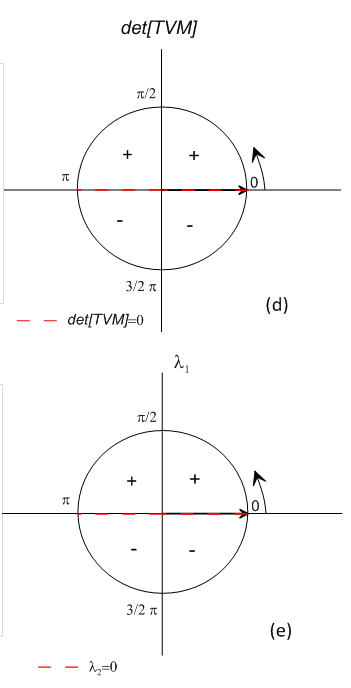 det[TVM]
π/2
+ +
π 0
- -
3/2 π
(d)
det[TVM]=0
λ₁
π/2
+ +
π 0
- -
3/2 π
(e)
λ₂=0